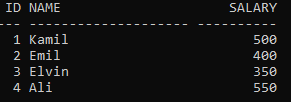 ID NAME SALARY
--- -------------------- ----------
1 Kamil 500
2 Emil 400
3 Elvin 350
4 Ali 550